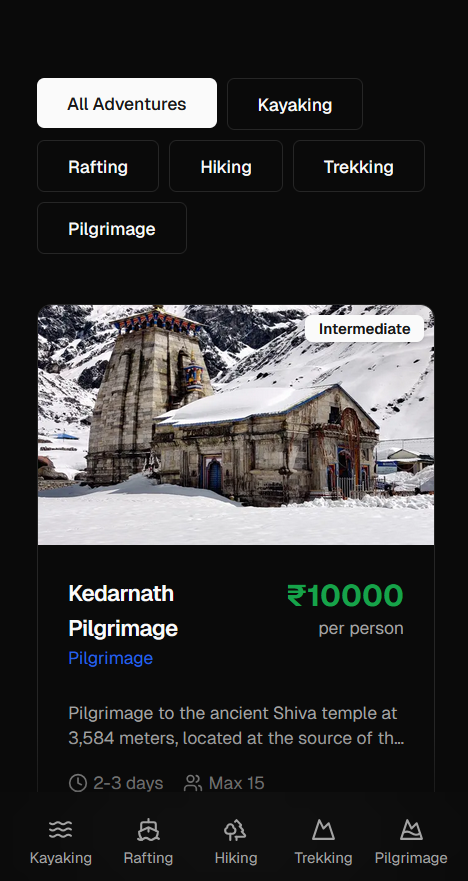 All Adventures
Kayaking
Rafting
Hiking
Trekking
Pilgrimage
Intermediate
Kedarnath
Pilgrimage
₹10000
per person
Pilgrimage
Pilgrimage to the ancient Shiva temple at
3,584 meters, located at the source of th...
2-3 days
Max 15
Kayaking
Rafting
Hiking
Trekking
Pilgrimage